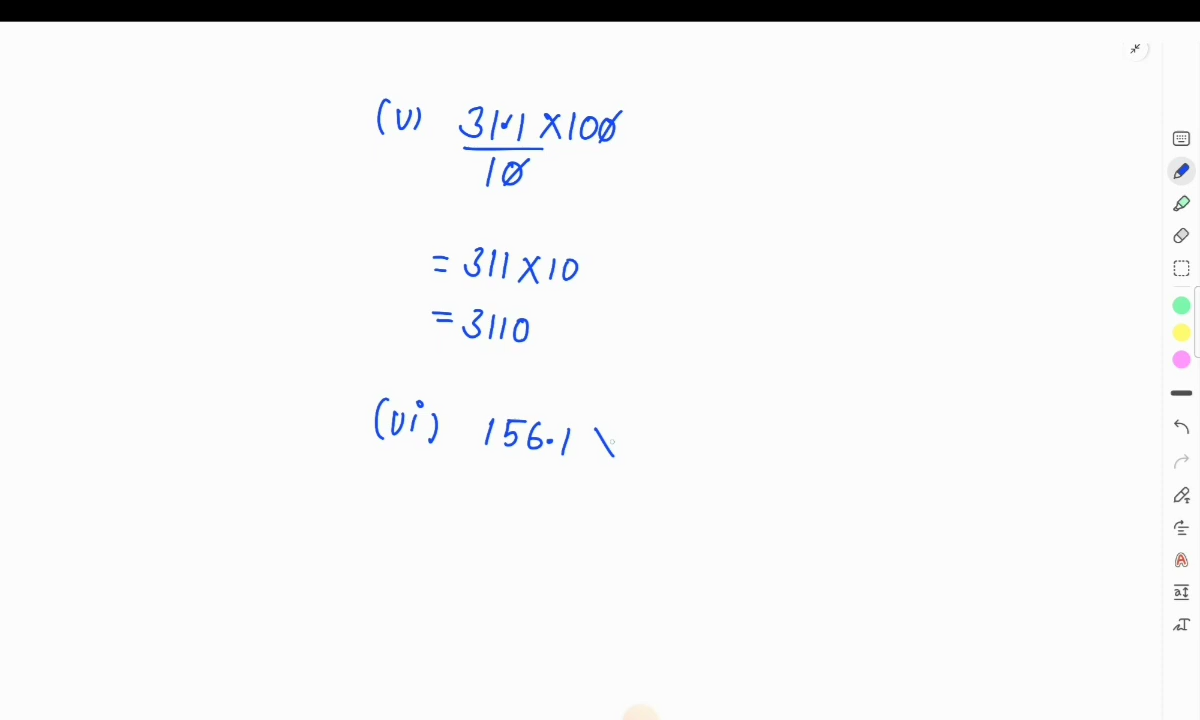 (v) 31.1 × 100
10
= 311 × 10
= 3110
(vi) 156.1 \